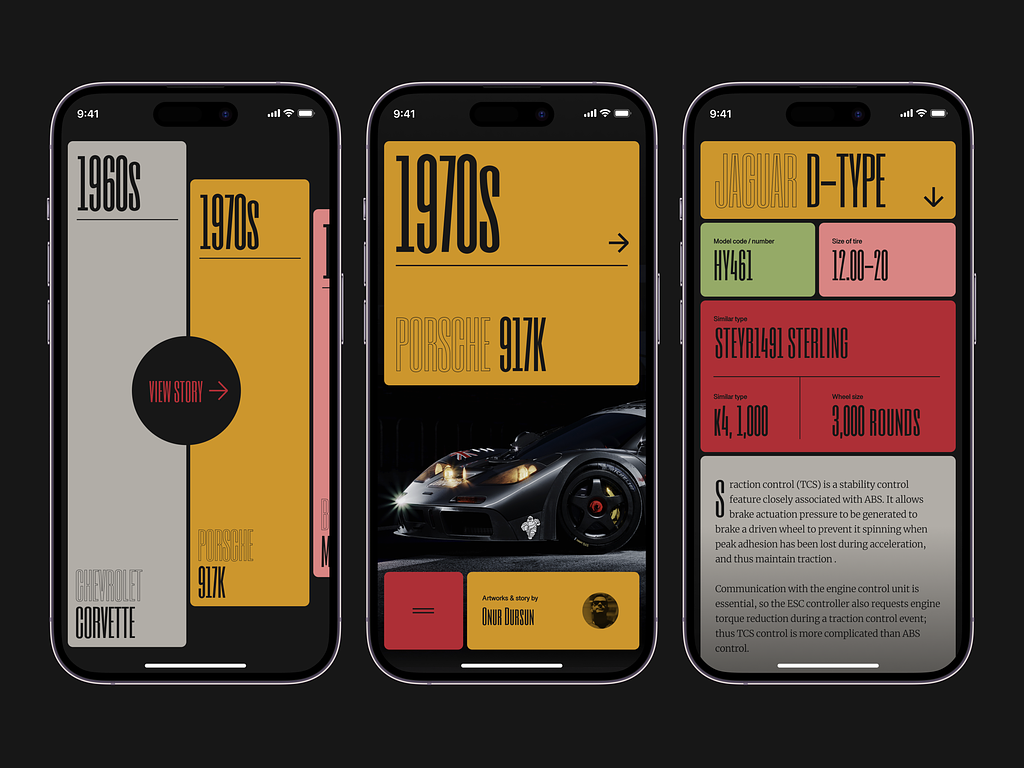 9:41
1960s
1970s
VIEW STORY
PORSCHE
917K
CHEVROLET
CORVETTE
9:41
1970s
PORSCHE 917K
Artworks & story by
Onur Dursun
9:41
JAGUAR D-TYPE
Model code / number
HY461
Size of tire
12.00-20
Similar type
STEYR1491 STERLING
Similar type
K4, 1,000
Wheel size
3,000 ROUNDS
S raction control (TCS) is a stability control
feature closely associated with ABS. It allows
brake actuation pressure to be generated to
brake a driven wheel to prevent it spinning when
peak adhesion has been lost during acceleration,
and thus maintain traction .
Communication with the engine control unit is
essential, so the ESC controller also requests engine
torque reduction during a traction control event;
thus TCS control is more complicated than ABS
control.